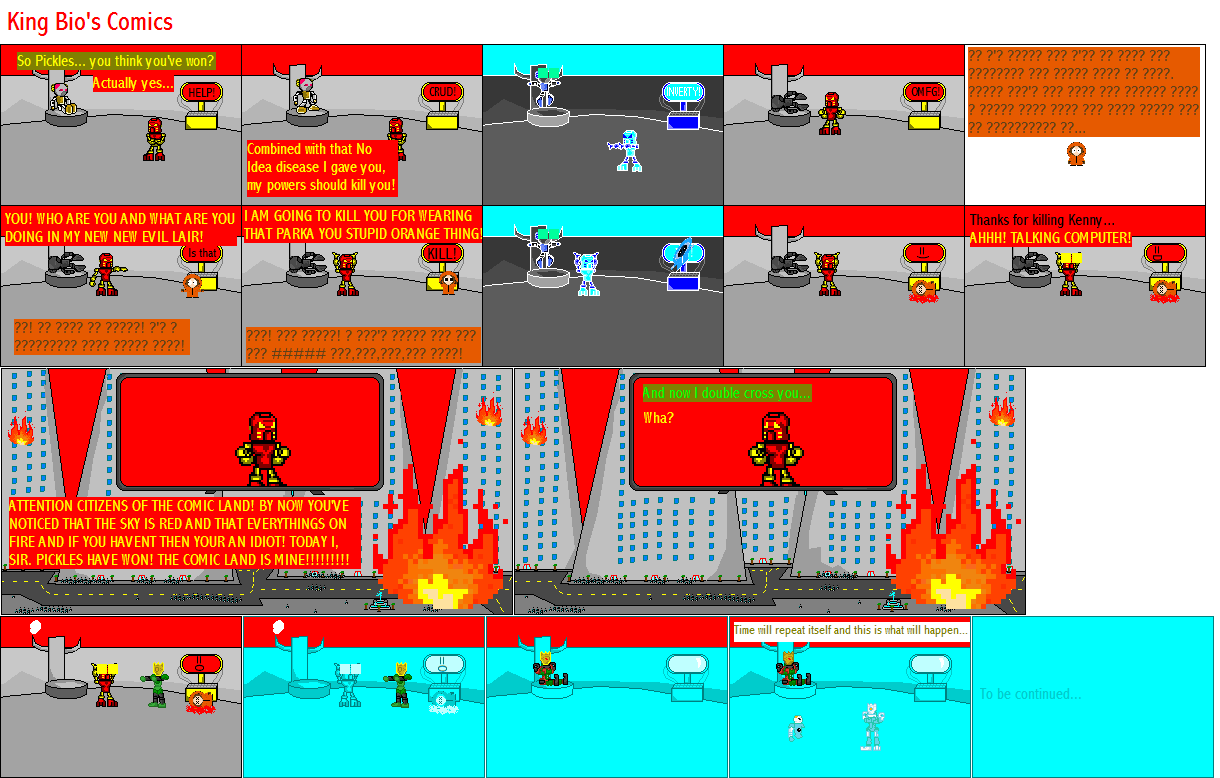 King Bio's Comics
So Pickles... you think you've won?
Actually yes...
HELP!
CRUD!
Combined with that No
Idea disease I gave you,
my powers should kill you!
INVERTY
OMFG!
?? ?'? ????? ??? ?'?? ?? ???? ???
???????? ??? ????? ???? ?? ????.
????? ???'? ??? ???? ??? ?????? ????
? ????? ???? ???? ??? ???? ????? ???
?? ?????????? ??...
YOU! WHO ARE YOU AND WHAT ARE YOU
DOING IN MY NEW NEW EVIL LAIR!
Is that
??! ?? ???? ?? ?????! ?'? ?
????????? ???? ????? ????!
I AM GOING TO KILL YOU FOR WEARING
THAT PARKA YOU STUPID ORANGE THING!
KILL!
???! ??? ?????! ? ???'? ????? ??? ???
??? ##### ???,???,???,??? ????!
Thanks for killing Kenny...
AHHH! TALKING COMPUTER!
ATTENTION CITIZENS OF THE COMIC LAND! BY NOW YOU'VE
NOTICED THAT THE SKY IS RED AND THAT EVERYTHINGS ON
FIRE AND IF YOU HAVENT THEN YOUR AN IDIOT! TODAY I,
SIR. PICKLES HAVE WON! THE COMIC LAND IS MINE!!!!!!!!!
And now I double cross you...
Wha?
Time will repeat itself and this is what will happen...
To be continued...